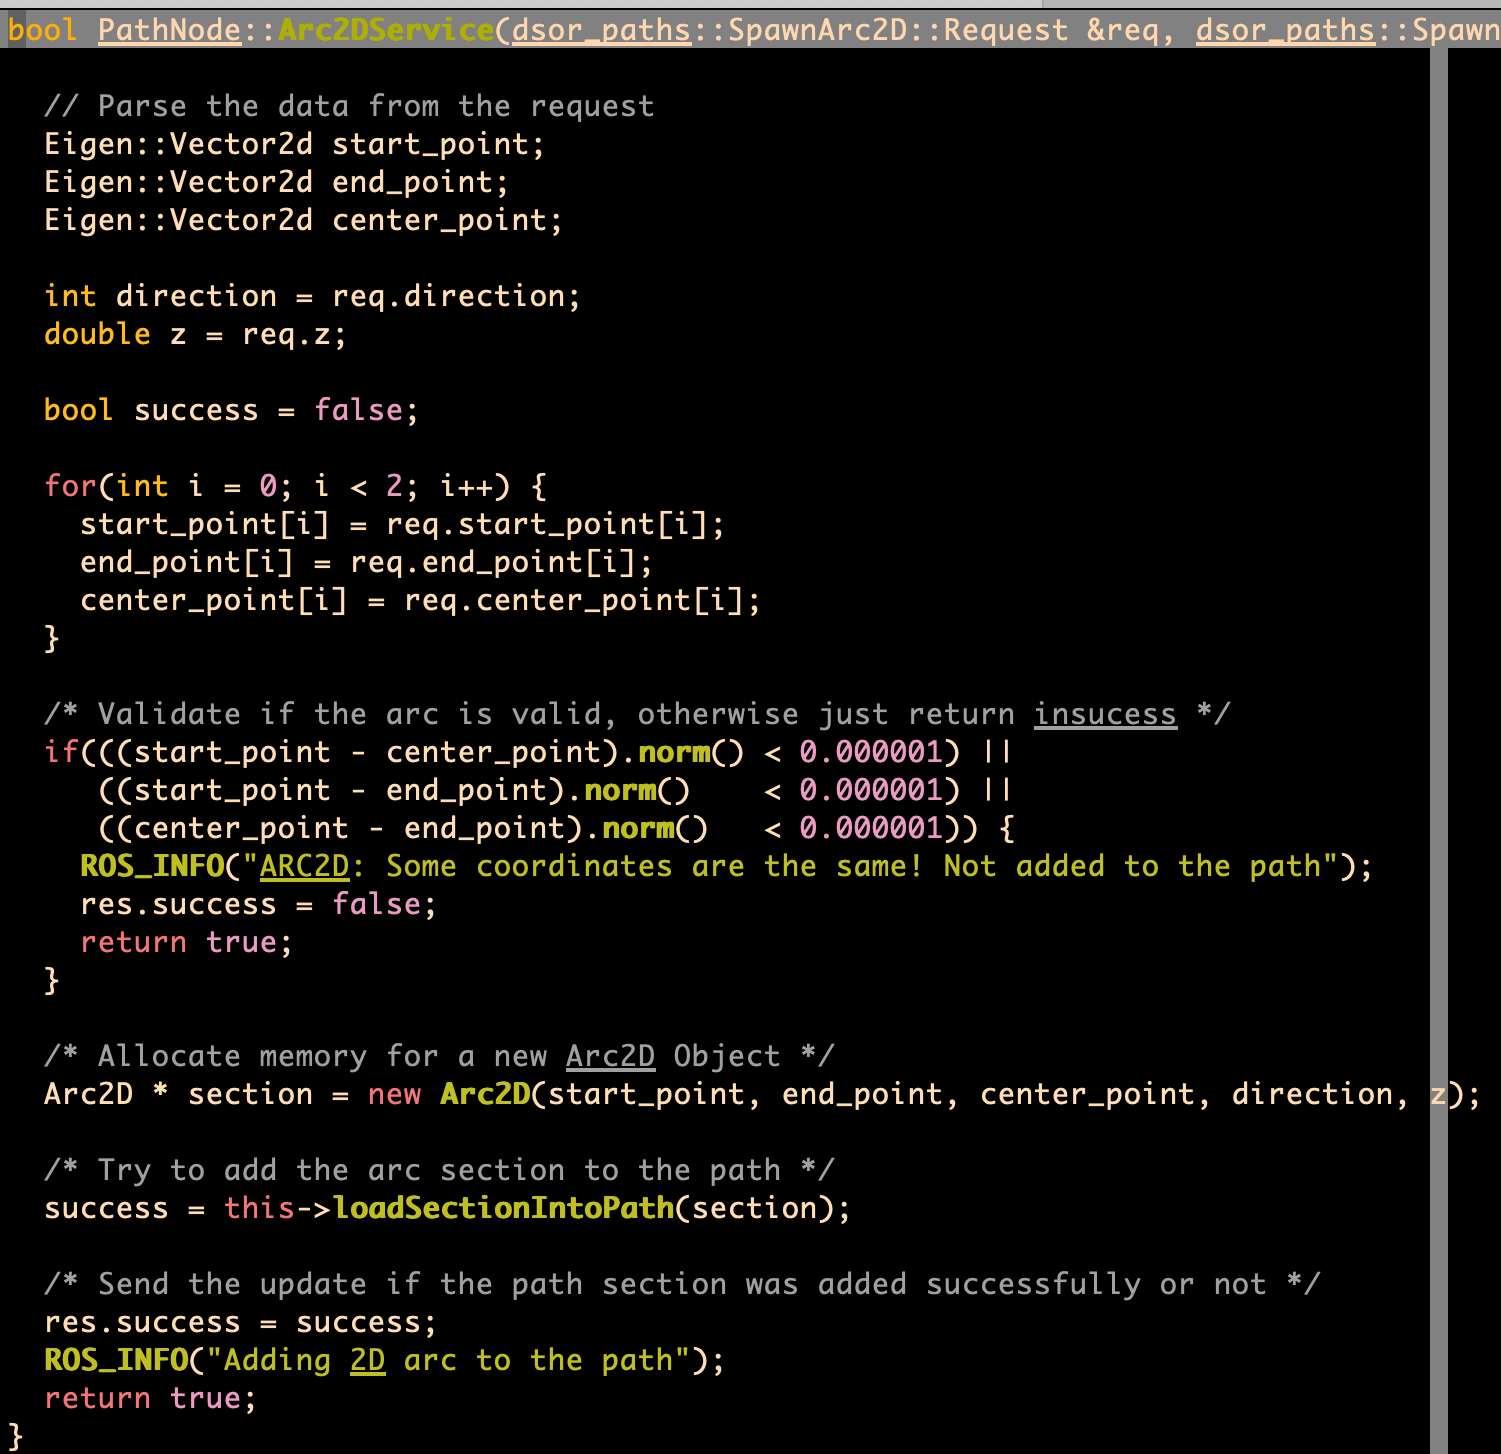 bool PathNode::Arc2DService(dsor_paths::SpawnArc2D::Request &req, dsor_paths::Spawn
// Parse the data from the request
Eigen::Vector2d start_point;
Eigen::Vector2d end_point;
Eigen::Vector2d center_point;
int direction = req.direction;
double z = req.z;
bool success = false;
for(int i = 0; i < 2; i++) {
start_point[i] = req.start_point[i];
end_point[i] = req.end_point[i];
center_point[i] = req.center_point[i];
}
/* Validate if the arc is valid, otherwise just return insucess */
if(((start_point - center_point).norm() < 0.000001) ||
((start_point - end_point).norm()    < 0.000001) ||
((center_point - end_point).norm()   < 0.000001)) {
ROS_INFO("ARC2D: Some coordinates are the same! Not added to the path");
res.success = false;
return true;
}
/* Allocate memory for a new Arc2D Object */
Arc2D * section = new Arc2D(start_point, end_point, center_point, direction, z);
/* Try to add the arc section to the path */
success = this->loadSectionIntoPath(section);
/* Send the update if the path section was added successfully or not */
res.success = success;
ROS_INFO("Adding 2D arc to the path");
return true;
}